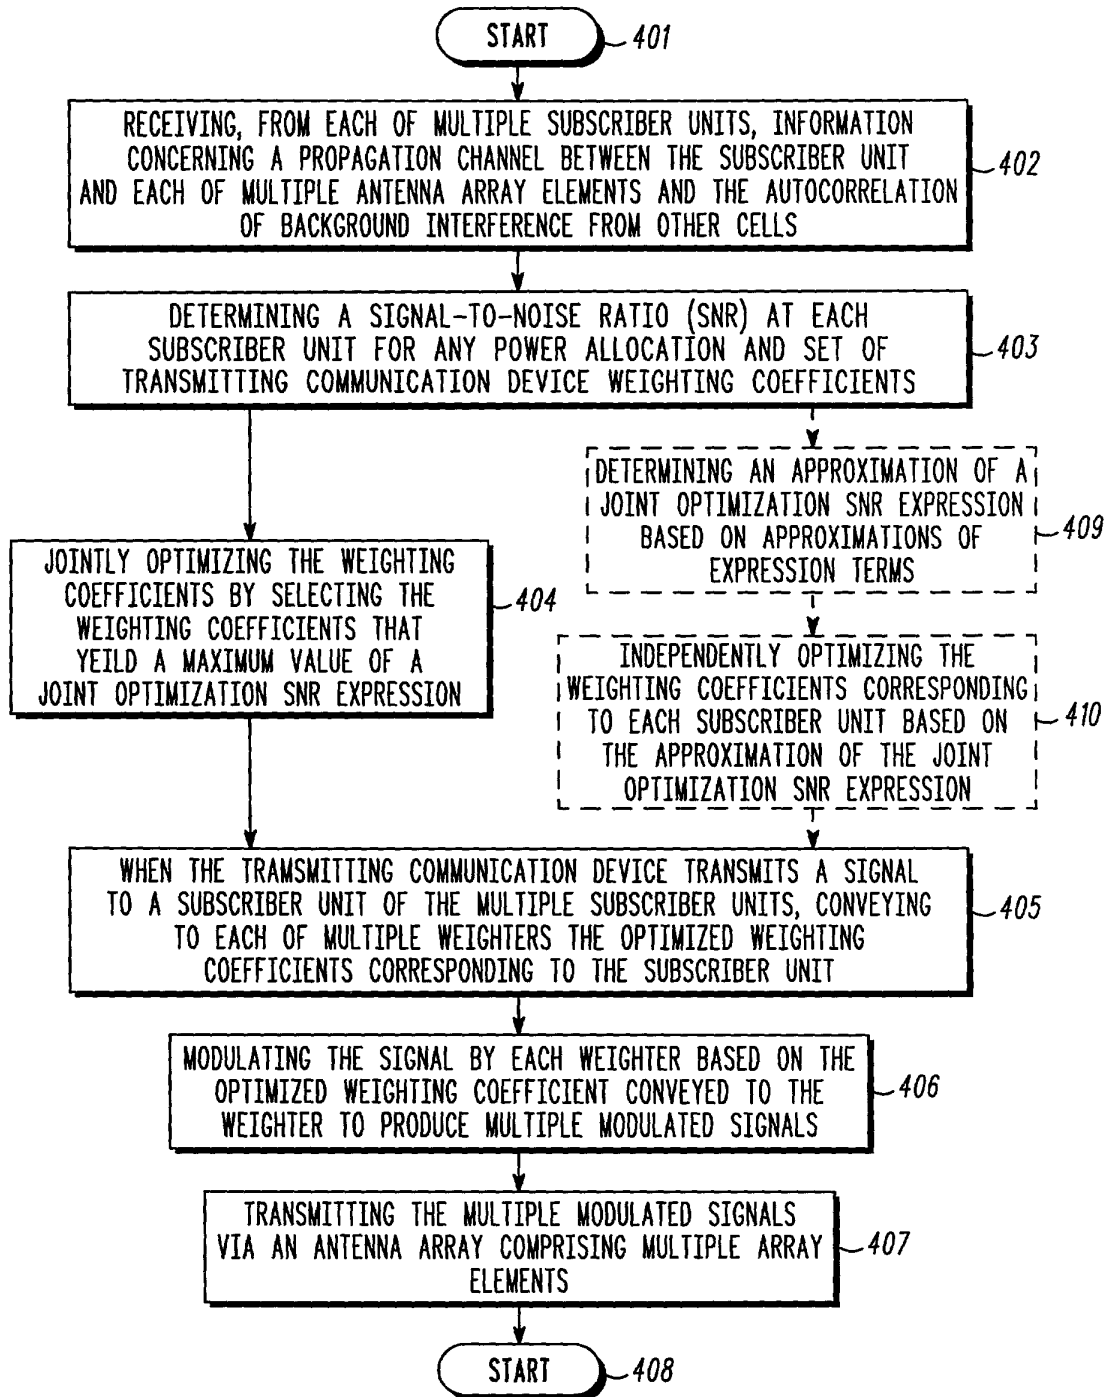 START
401
RECEIVING, FROM EACH OF MULTIPLE SUBSCRIBER UNITS, INFORMATION
CONCERNING A PROPAGATION CHANNEL BETWEEN THE SUBSCRIBER UNIT
AND EACH OF MULTIPLE ANTENNA ARRAY ELEMENTS AND THE AUTOCORRELATION
OF BACKGROUND INTERFERENCE FROM OTHER CELLS
402
DETERMINING A SIGNAL-TO-NOISE RATIO (SNR) AT EACH
SUBSCRIBER UNIT FOR ANY POWER ALLOCATION AND SET OF
TRANSMITTING COMMUNICATION DEVICE WEIGHTING COEFFICIENTS
403
JOINTLY OPTIMIZING THE WEIGHTING
COEFFICIENTS BY SELECTING THE
WEIGHTING COEFFICIENTS THAT
YEILD A MAXIMUM VALUE OF A
JOINT OPTIMIZATION SNR EXPRESSION
404
DETERMINING AN APPROXIMATION OF A
JOINT OPTIMIZATION SNR EXPRESSION
BASED ON APPROXIMATIONS OF
EXPRESSION TERMS
409
INDEPENDENTLY OPTIMIZING THE
WEIGHTING COEFFICIENTS CORRESPONDING
TO EACH SUBSCRIBER UNIT BASED ON
THE APPROXIMATION OF THE JOINT
OPTIMIZATION SNR EXPRESSION
410
WHEN THE TRAMSMITTING COMMUNICATION DEVICE TRANSMITS A SIGNAL
TO A SUBSCRIBER UNIT OF THE MULTIPLE SUBSCRIBER UNITS, CONVEYING
TO EACH OF MULTIPLE WEIGHTERS THE OPTIMIZED WEIGHTING
COEFFICIENTS CORRESPONDING TO THE SUBSCRIBER UNIT
405
MODULATING THE SIGNAL BY EACH WEIGHTER BASED ON THE
OPTIMIZED WEIGHTING COEFFICIENT CONVEYED TO THE
WEIGHTER TO PRODUCE MULTIPLE MODULATED SIGNALS
406
TRANSMITTING THE MULTIPLE MODULATED SIGNALS
VIA AN ANTENNA ARRAY COMPRISING MULTIPLE ARRAY
ELEMENTS
407
START
408